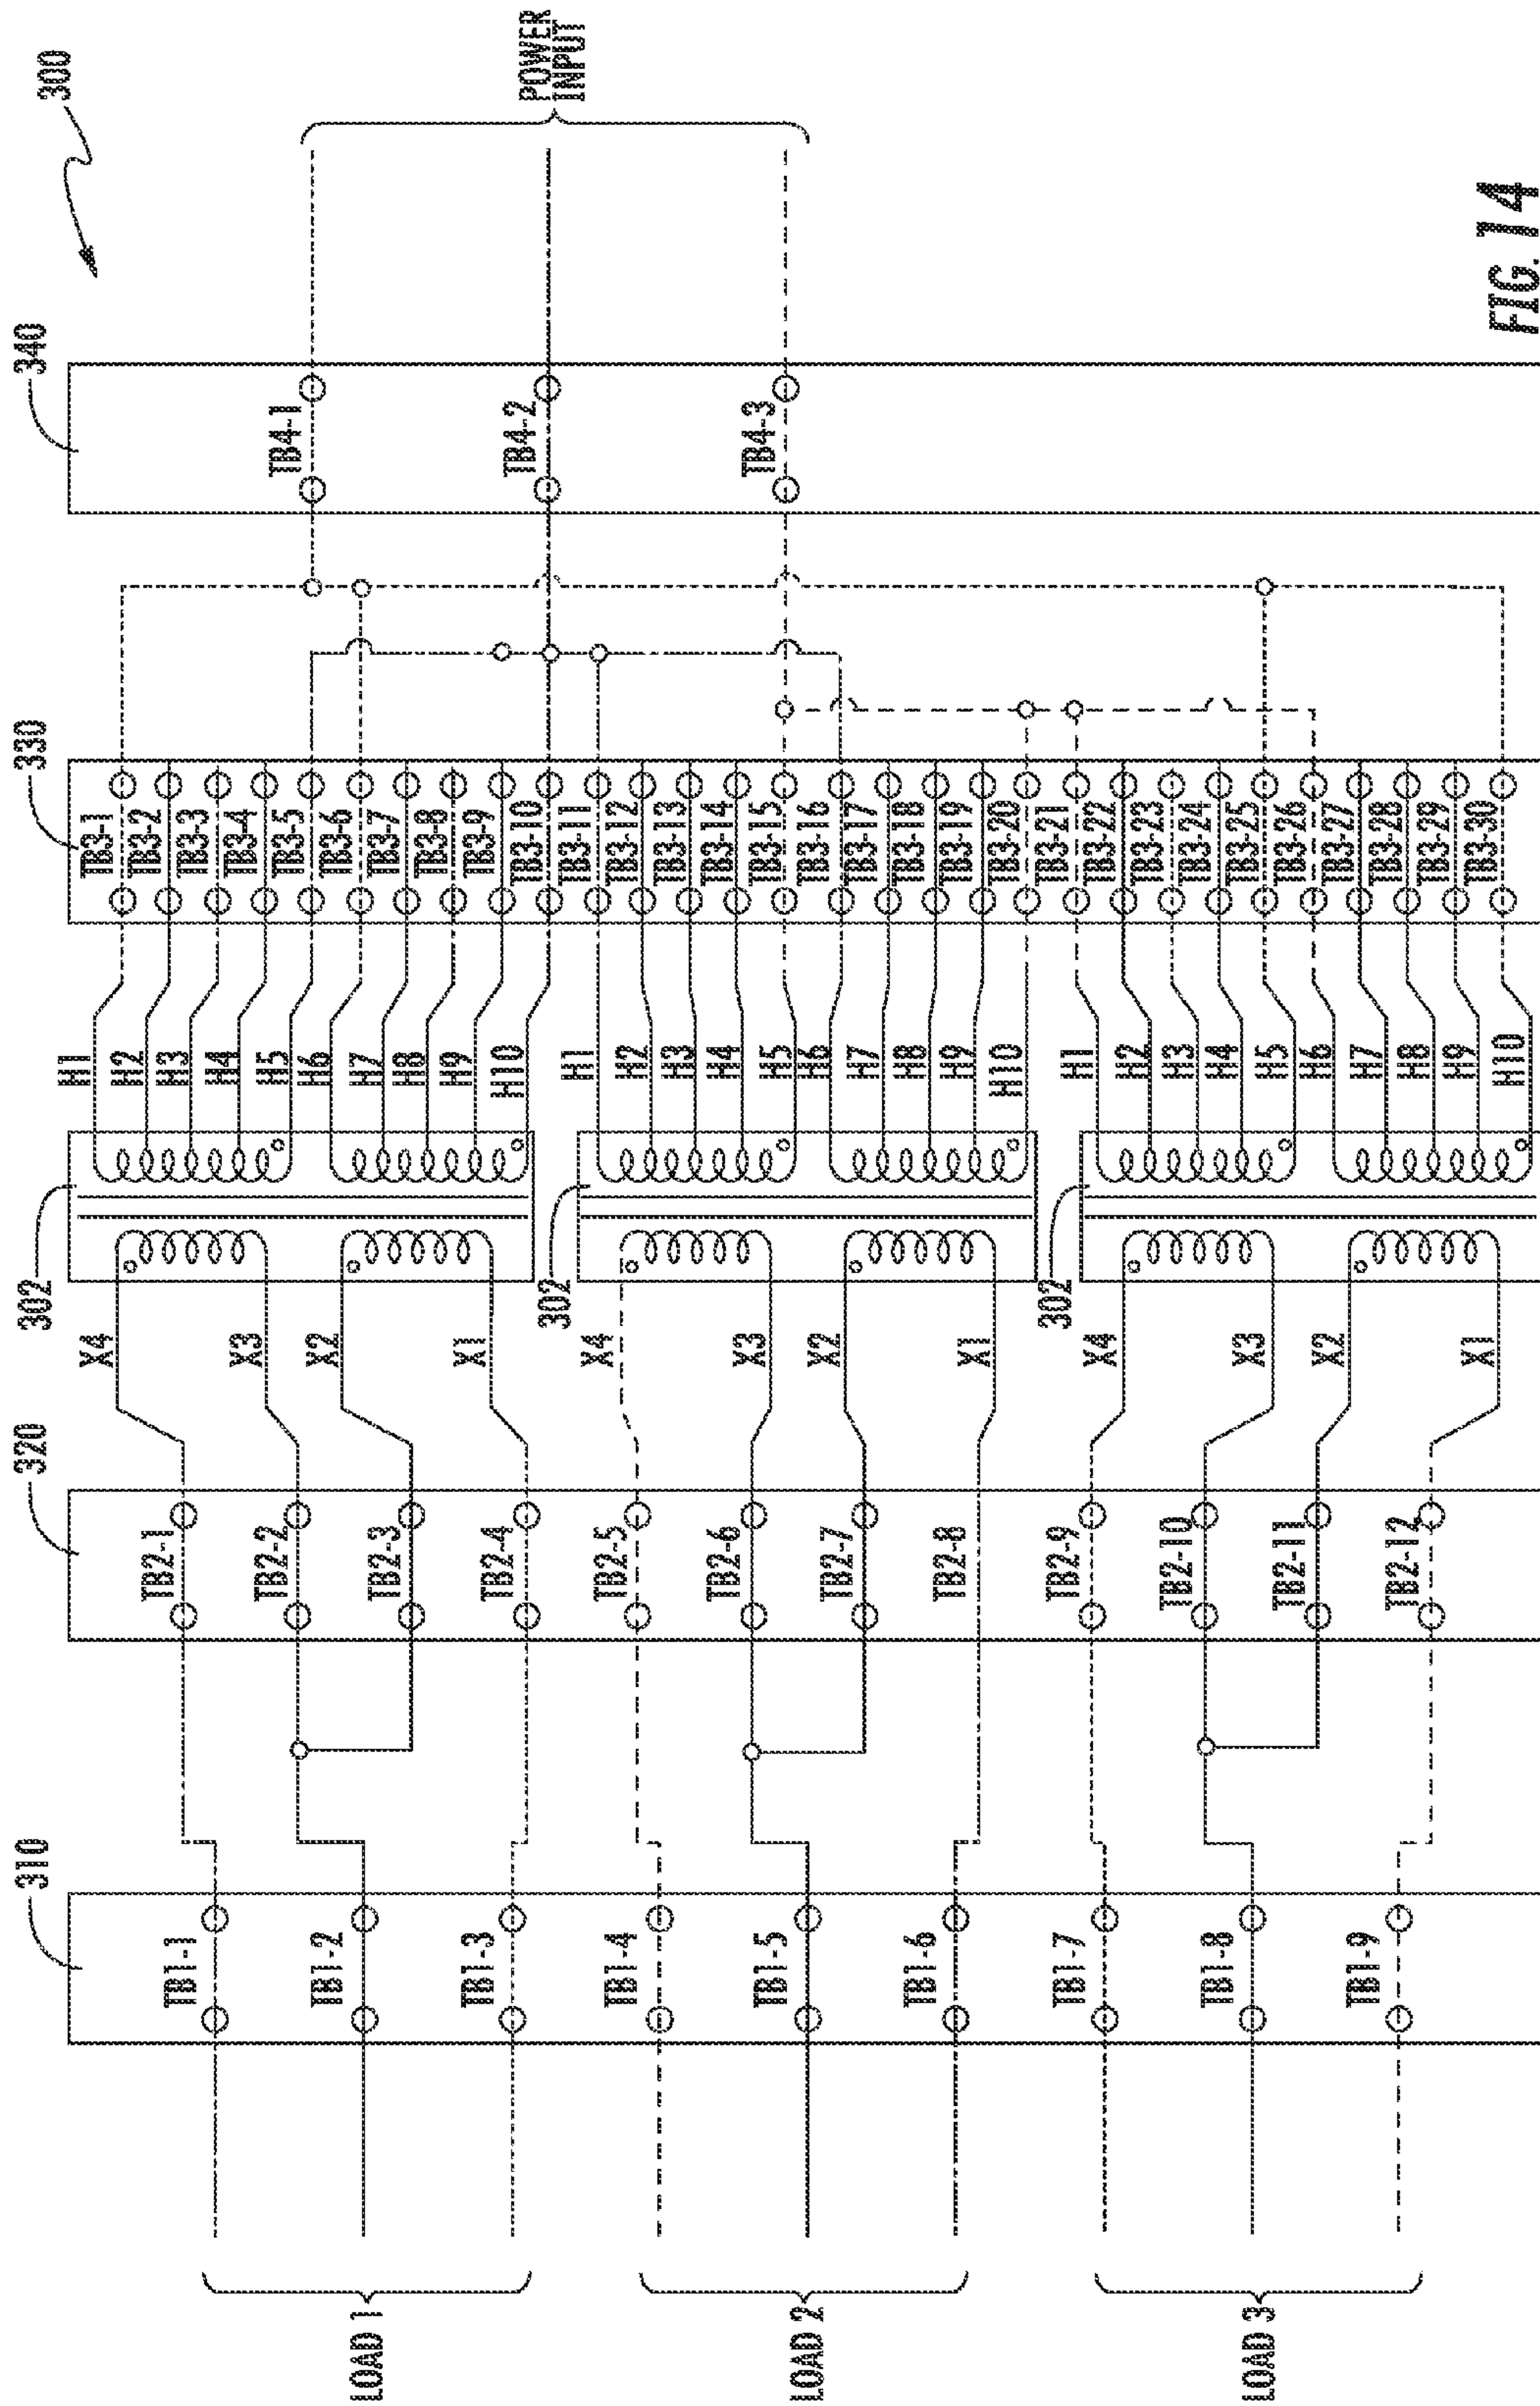 300
POWER
INPUT
340
TB4-1
TB4-2
TB4-3
330
TB3-1
TB3-2
TB3-3
TB3-4
TB3-5
TB3-6
TB3-7
TB3-8
TB3-9
TB3-10
TB3-11
TB3-12
TB3-13
TB3-14
TB3-15
TB3-16
TB3-17
TB3-18
TB3-19
TB3-20
TB3-21
TB3-22
TB3-23
TB3-24
TB3-25
TB3-26
TB3-27
TB3-28
TB3-29
TB3-30
H1
H2
H3
H4
H5
H6
H7
H8
H9
H10
H1
H2
H3
H4
H5
H6
H7
H8
H9
H10
H1
H2
H3
H4
H5
H6
H7
H8
H9
H10
302
302
302
X4
X3
X2
X1
X4
X3
X2
X1
X4
X3
X2
X1
320
TB2-1
TB2-2
TB2-3
TB2-4
TB2-5
TB2-6
TB2-7
TB2-8
TB2-9
TB2-10
TB2-11
TB2-12
310
TB1-1
TB1-2
TB1-3
TB1-4
TB1-5
TB1-6
TB1-7
TB1-8
TB1-9
LOAD 1
LOAD 2
LOAD 3
FIG. 14